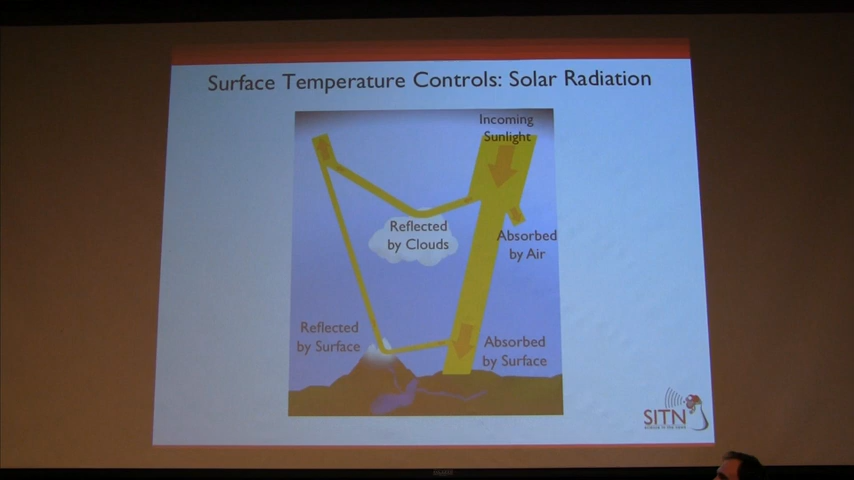 Surface Temperature Controls: Solar Radiation
Incoming
Sunlight
Reflected
by Clouds
Absorbed
by Air
Reflected
by Surface
Absorbed
by Surface
SITN